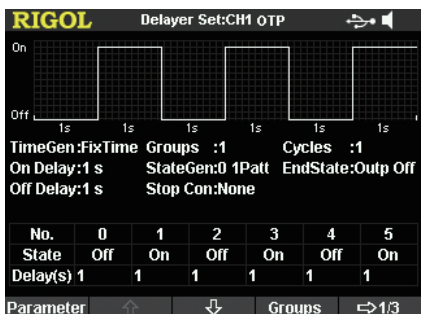 RIGOL Delayer Set:CH1 OTP
On
Off
1s 1s 1s 1s 1s 1s
TimeGen:FixTime Groups :1 Cycles :1
On Delay:1 s StateGen:0 1Patt EndState:Outp Off
Off Delay:1 s Stop Con:None
No. 0 1 2 3 4 5
State Off On Off On Off On
Delay(s) 1 1 1 1 1 1
Parameter Groups 1/3